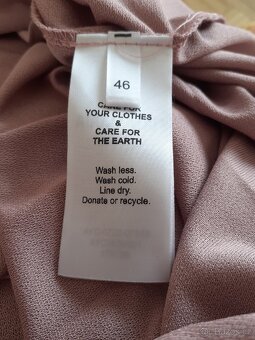 46
CARE FOR
YOUR CLOTHES
&
CARE FOR
THE EARTH
Wash less.
Wash cold.
Line dry.
Donate or recycle.